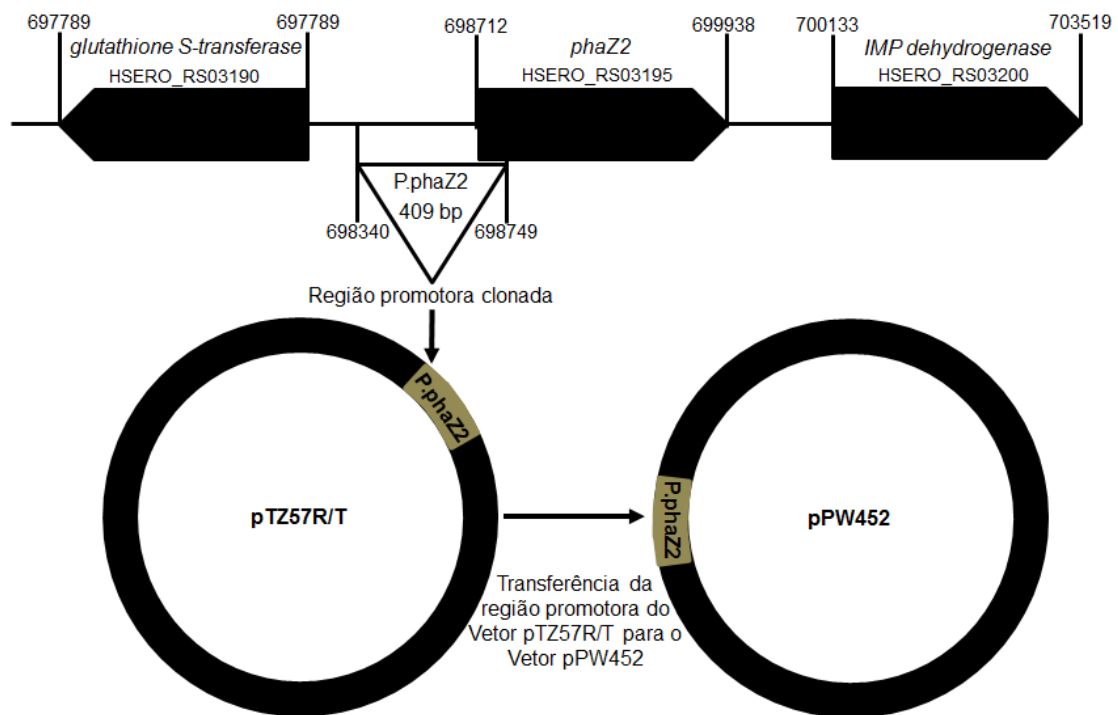 697789
697789
698712
699938
700133
703519
glutathione S-transferase
phaZ2
IMP dehydrogenase
HSERO_RS03190
HSERO_RS03195
HSERO_RS03200
P.phaZ2
409 bp
698340
698749
Região promotora clonada
P.phaZ2
pTZ57R/T
P.phaZ2
pPW452
Transferência da
região promotora do
Vetor pTZ57R/T para o
Vetor pPW452